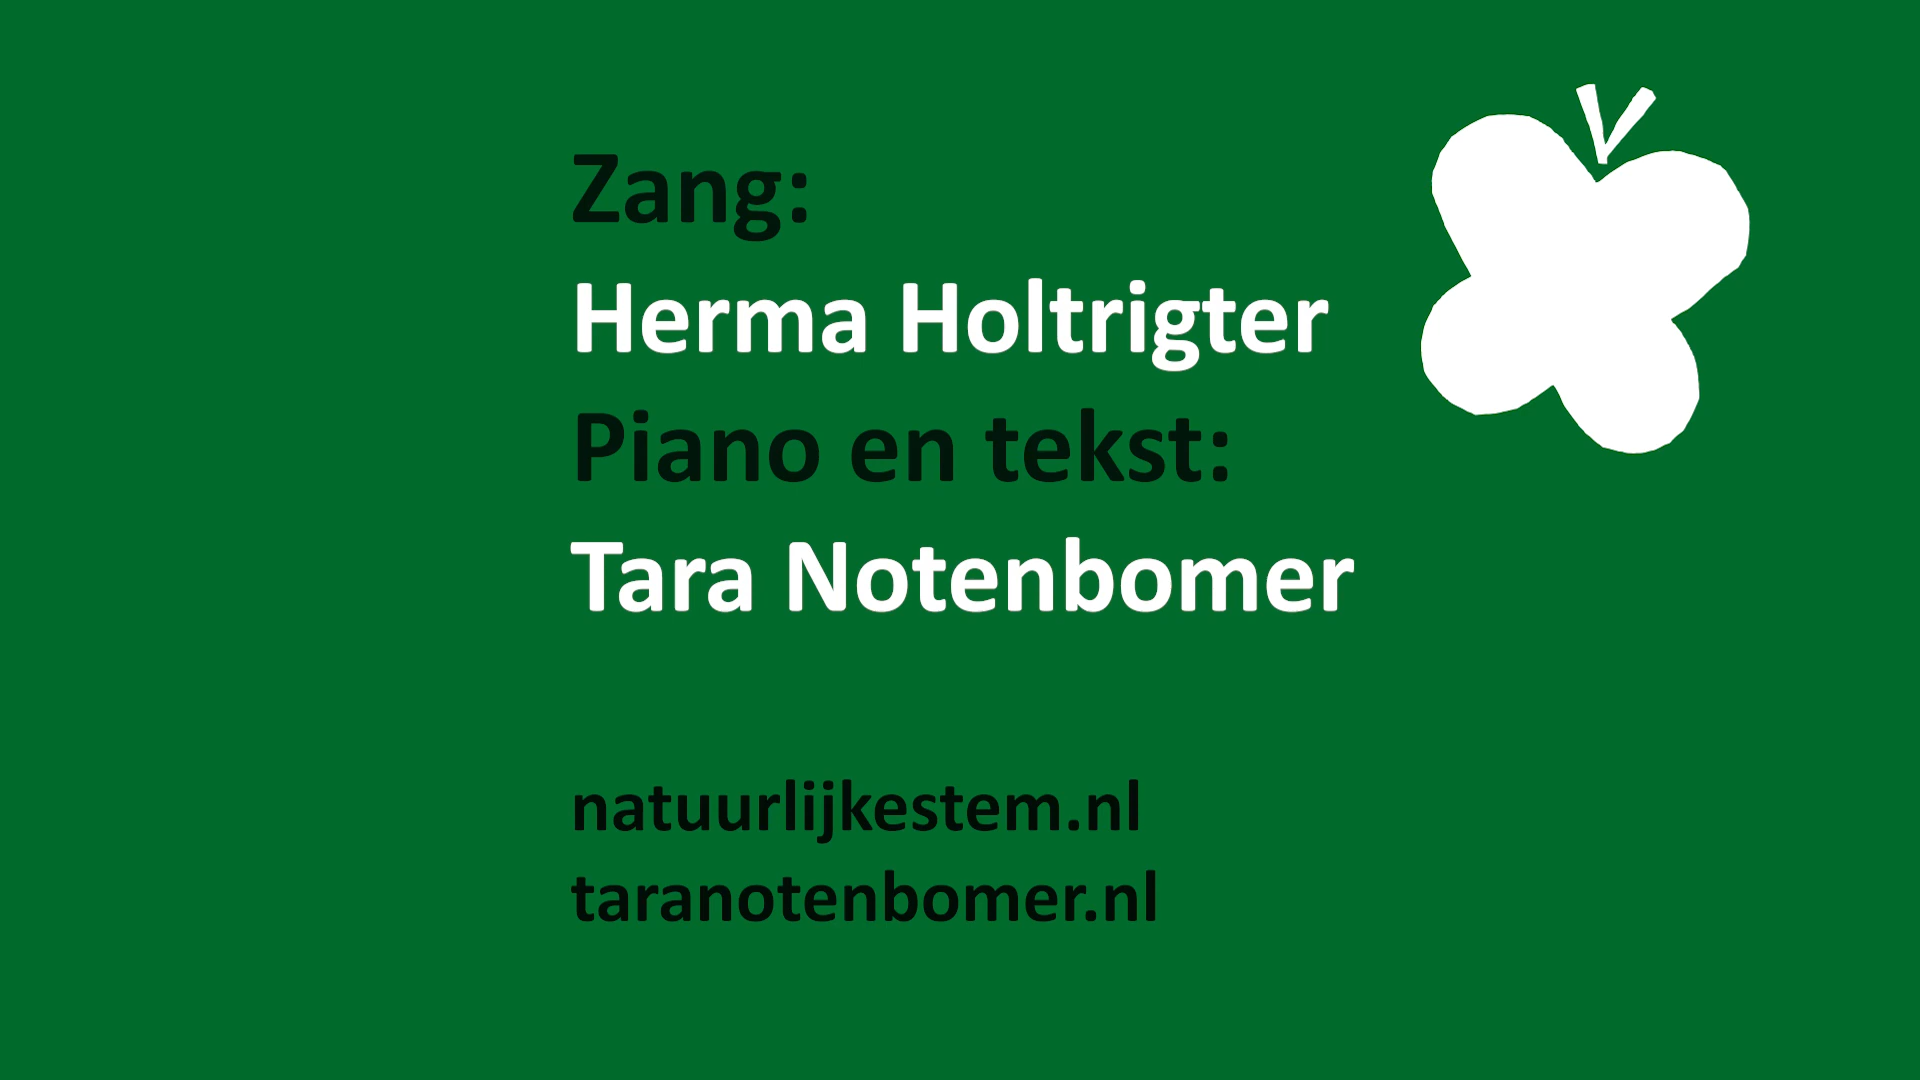 Zang:
Herma Holtrigter
Piano en tekst:
Tara Notenbomer
natuurlijkestem.nl
taranotenbomer.nl